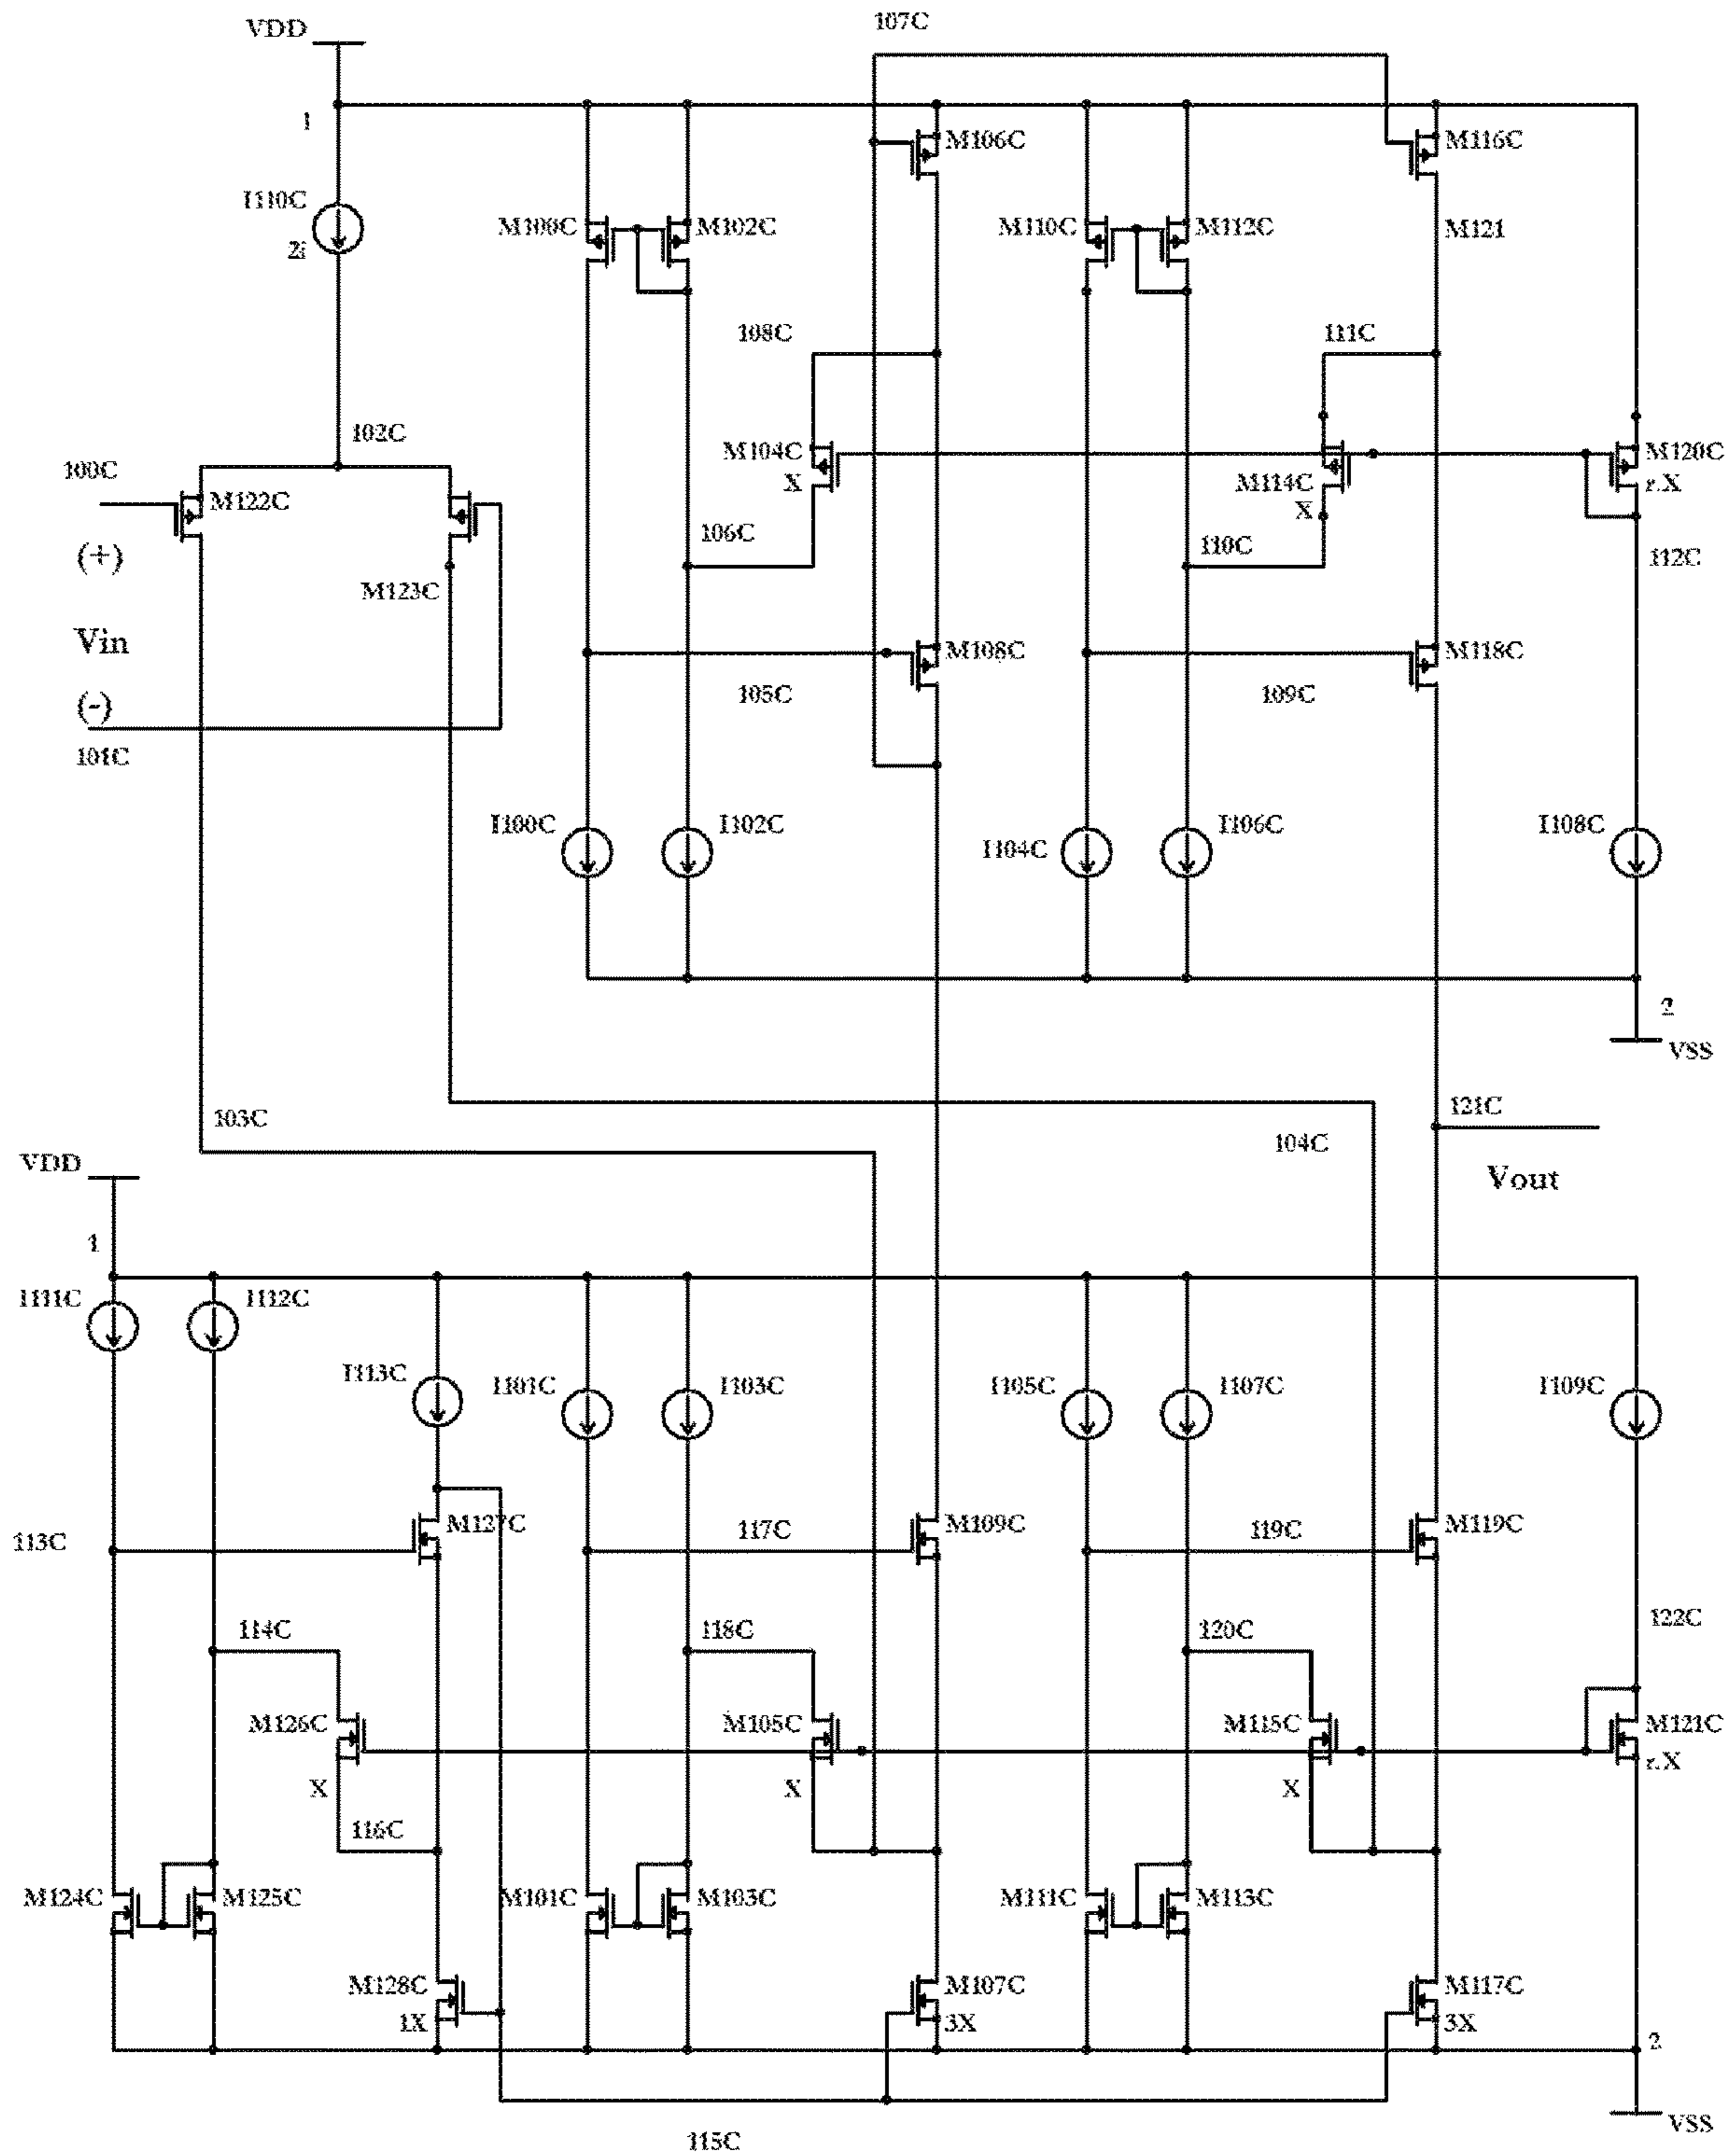 107C
VDD
1
M106C
M116C
I110C
2i
M100C
M102C
M110C
M112C
M121
108C
111C
102C
100C
M122C
M104C
X
M114C
X
M120C
r.X
106C
110C
112C
(+)
M123C
Vin
M108C
M118C
(-)
105C
109C
101C
I100C
I102C
I104C
I106C
I108C
2
VSS
103C
121C
104C
VDD
Vout
1
I111C
I112C
I113C
I101C
I103C
I105C
I107C
I109C
113C
M127C
117C
M109C
119C
M119C
114C
118C
120C
122C
M126C
X
M105C
X
M115C
X
M121C
r.X
116C
M124C
M125C
M101C
M103C
M111C
M113C
M128C
1X
M107C
3X
M117C
3X
2
VSS
115C